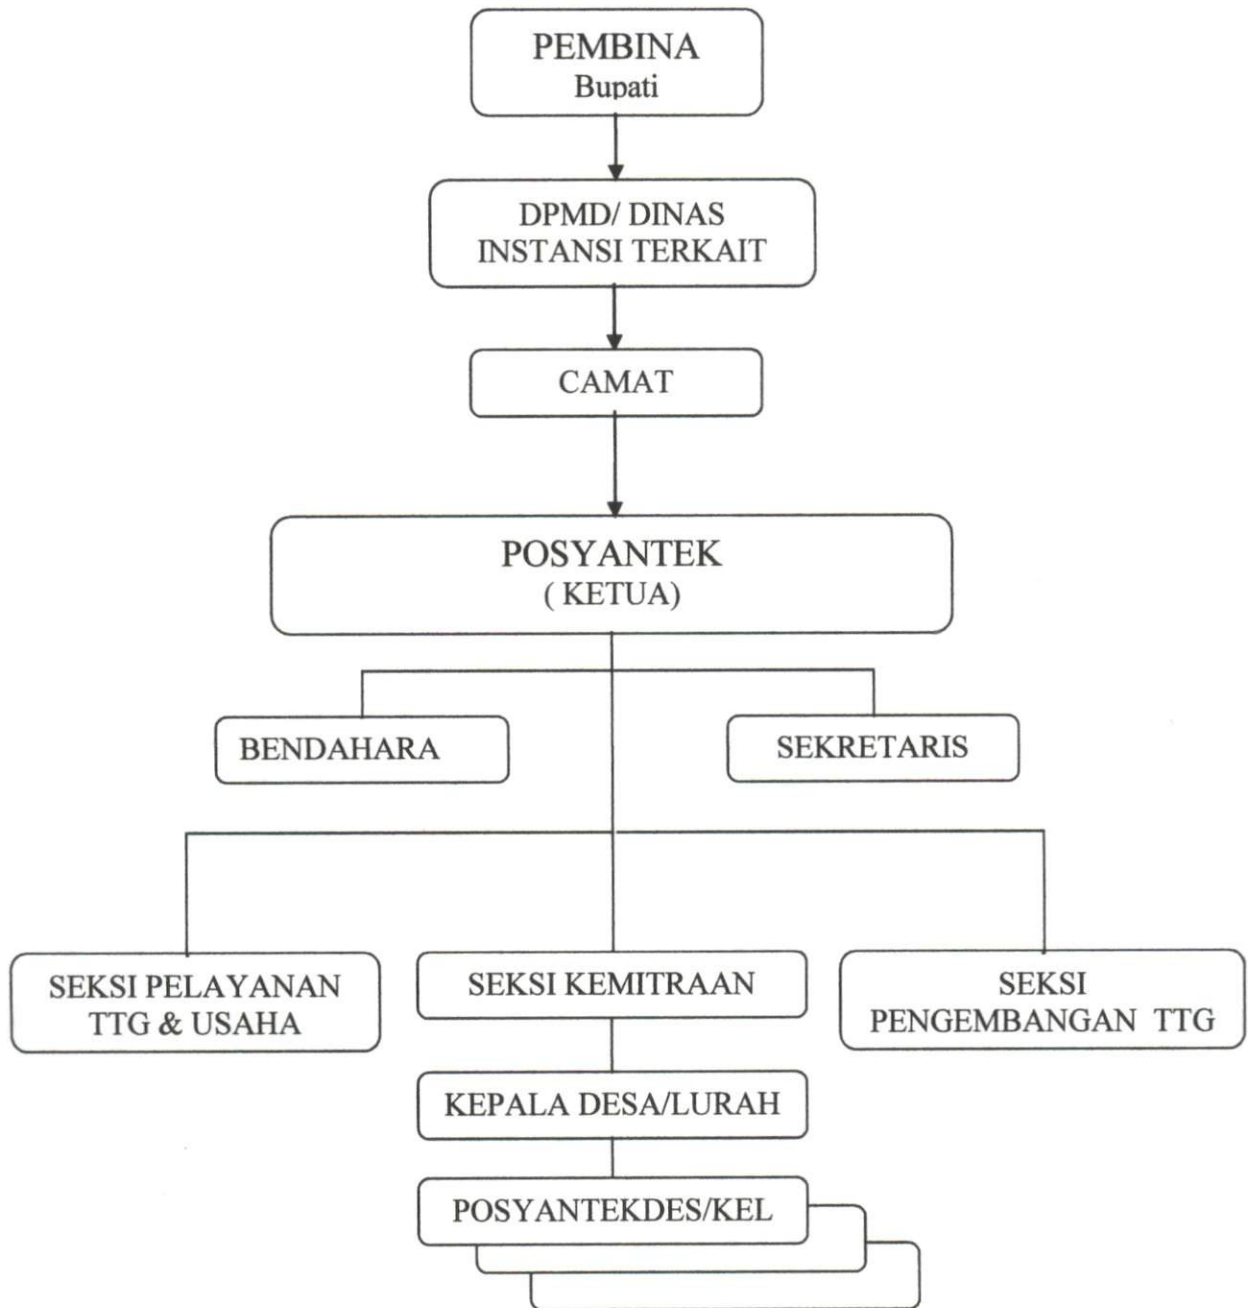 PEMBINA
Bupati
DPMD/ DINAS
INSTANSI TERKAIT
CAMAT
POSYANTEK
( KETUA)
BENDAHARA
SEKRETARIS
SEKSI PELAYANAN
TTG & USAHA
SEKSI KEMITRAAN
SEKSI
PENGEMBANGAN TTG
KEPALA DESA/LURAH
POSYANTEKDES/KEL